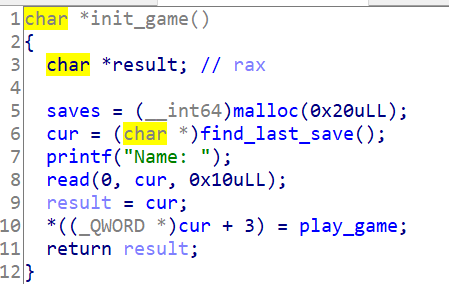 1 char *init_game()
2 {
3   char *result; // rax
4
5   saves = (__int64)malloc(0x20uLL);
6   cur = (char *)find_last_save();
7   printf("Name: ");
8   read(0, cur, 0x10uLL);
9   result = cur;
10   *((_QWORD *)cur + 3) = play_game;
11   return result;
12 }